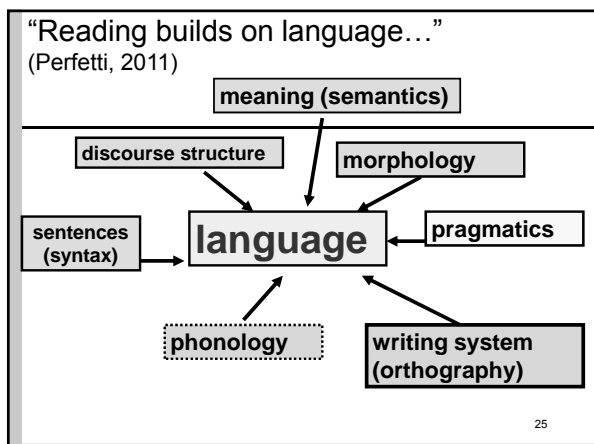 “Reading builds on language…”
(Perfetti, 2011)
meaning (semantics)
discourse structure
morphology
sentences
(syntax)
language
pragmatics
phonology
writing system
(orthography)
25